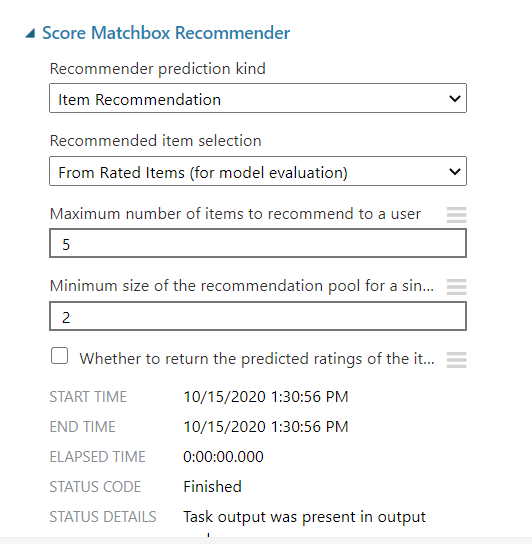 Score Matchbox Recommender
Recommender prediction kind
Item Recommendation
Recommended item selection
From Rated Items (for model evaluation)
Maximum number of items to recommend to a user
5
Minimum size of the recommendation pool for a sin...
2
Whether to return the predicted ratings of the it...
START TIME 10/15/2020 1:30:56 PM
END TIME 10/15/2020 1:30:56 PM
ELAPSED TIME 0:00:00.000
STATUS CODE Finished
STATUS DETAILS Task output was present in output